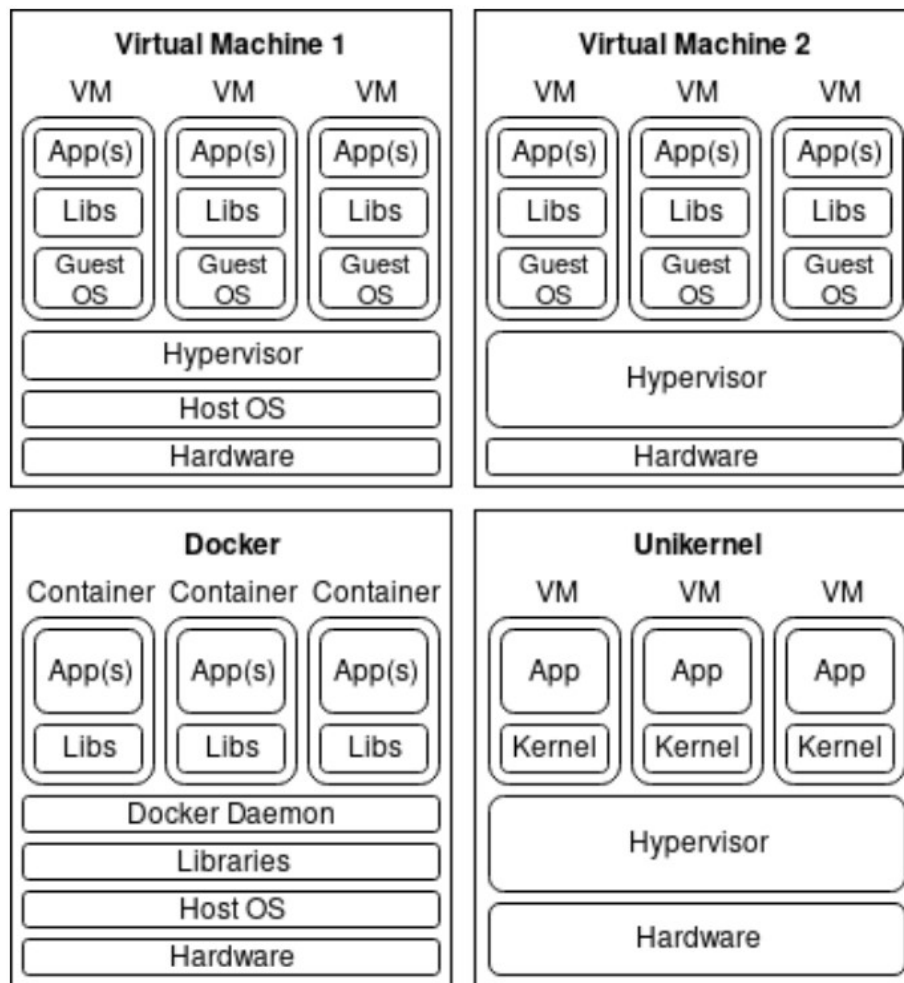 Virtual Machine 1
VM VM VM
App(s) App(s) App(s)
Libs Libs Libs
Guest Guest Guest
OS OS OS
Hypervisor
Host OS
Hardware
Virtual Machine 2
VM VM VM
App(s) App(s) App(s)
Libs Libs Libs
Guest Guest Guest
OS OS OS
Hypervisor
Hardware
Docker
Container Container Container
App(s) App(s) App(s)
Libs Libs Libs
Docker Daemon
Libraries
Host OS
Hardware
Unikernel
VM VM VM
App App App
Kernel Kernel Kernel
Hypervisor
Hardware